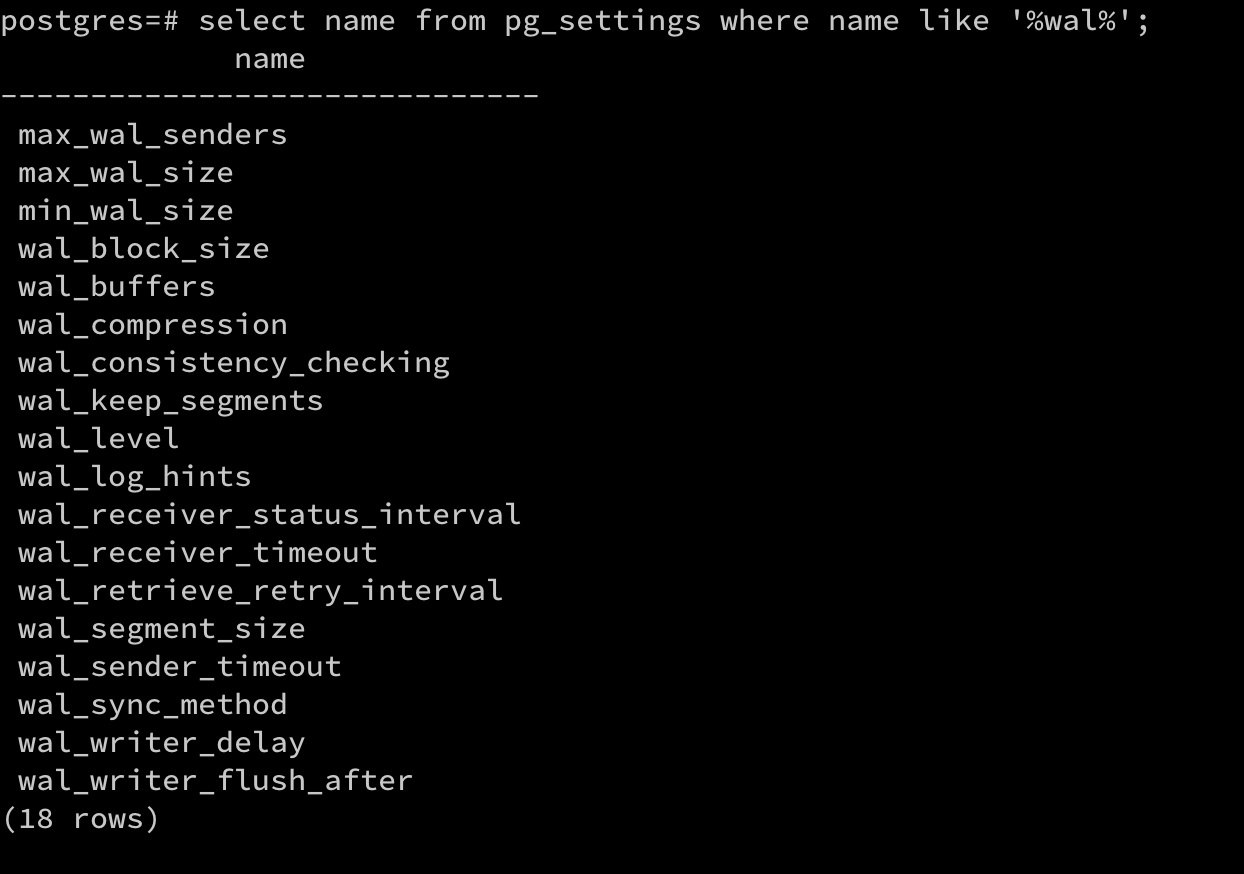 postgres=# select name from pg_settings where name like '%wal%';
name
------------------------------
max_wal_senders
max_wal_size
min_wal_size
wal_block_size
wal_buffers
wal_compression
wal_consistency_checking
wal_keep_segments
wal_level
wal_log_hints
wal_receiver_status_interval
wal_receiver_timeout
wal_retrieve_retry_interval
wal_segment_size
wal_sender_timeout
wal_sync_method
wal_writer_delay
wal_writer_flush_after
(18 rows)